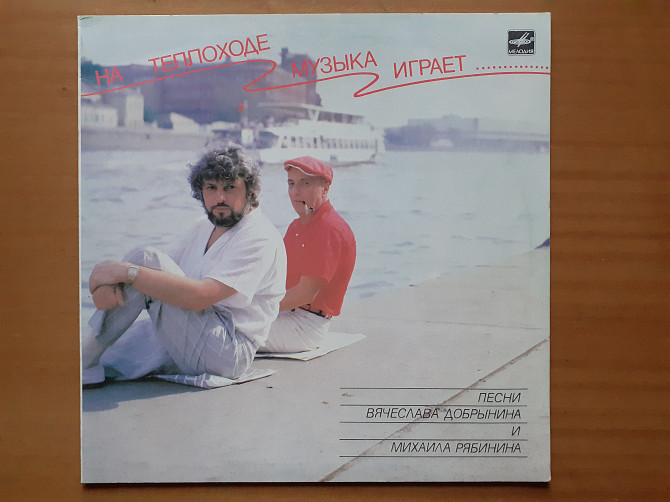 МЕЛОДИЯ
НА ТЕПЛОХОДЕ МУЗЫКА ИГРАЕТ ............
ПЕСНИ
ВЯЧЕСЛАВА ДОБРЫНИНА
И
МИХАИЛА РЯБИНИНА